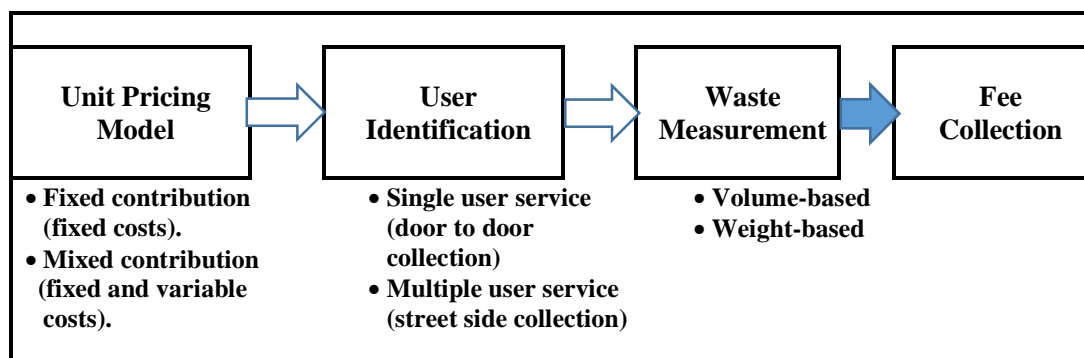 Unit Pricing
Model
User
Identification
Waste
Measurement
Fee
Collection
• Fixed contribution
(fixed costs).
• Mixed contribution
(fixed and variable
costs).
• Single user service
(door to door
collection)
• Multiple user service
(street side collection)
• Volume-based
• Weight-based